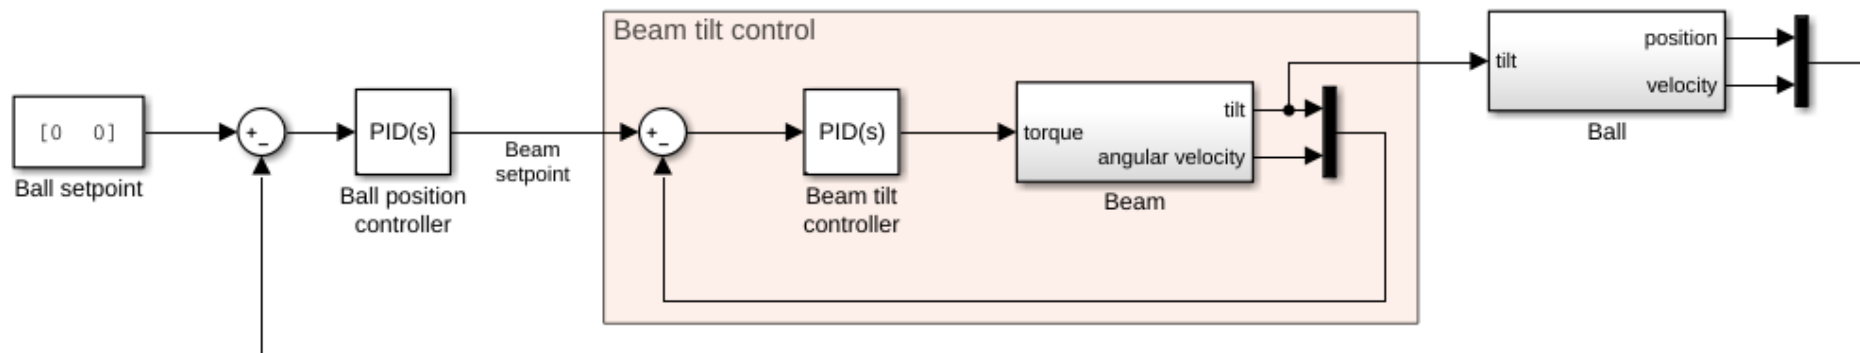 Beam tilt control
[0 0]
Ball setpoint
+
−
PID(s)
Ball position
controller
Beam
setpoint
+
−
PID(s)
Beam tilt
controller
torque
tilt
angular velocity
Beam
tilt
position
velocity
Ball